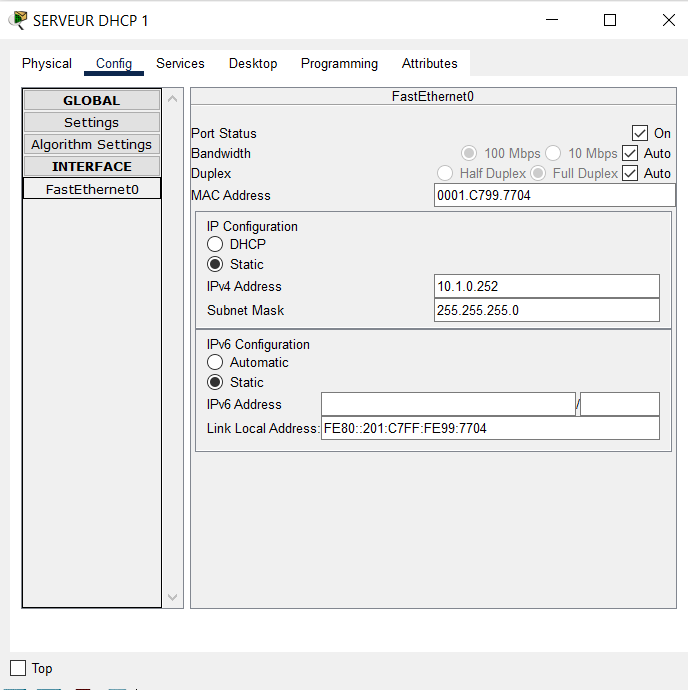 SERVEUR DHCP 1
Physical Config Services Desktop Programming Attributes
GLOBAL
Settings
Algorithm Settings
INTERFACE
FastEthernet0
FastEthernet0
Port Status On
Bandwidth 100 Mbps 10 Mbps Auto
Duplex Half Duplex Full Duplex Auto
MAC Address 0001.C799.7704
IP Configuration
DHCP
Static
IPv4 Address 10.1.0.252
Subnet Mask 255.255.255.0
IPv6 Configuration
Automatic
Static
IPv6 Address /
Link Local Address: FE80::201:C7FF:FE99:7704
Top